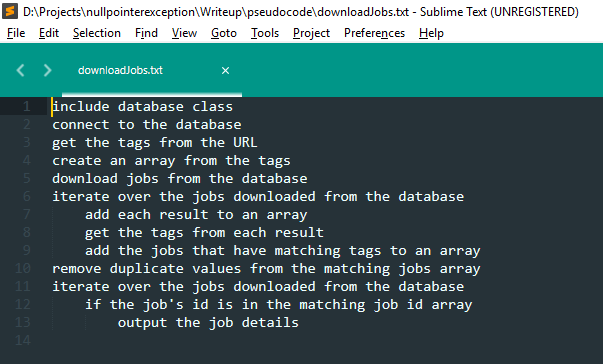 D:\Projects\nullpointerexception\Writeup\pseudocode\downloadJobs.txt - Sublime Text (UNREGISTERED)
File Edit Selection Find View Goto Tools Project Preferences Help
downloadJobs.txt ×
1 include database class
2 connect to the database
3 get the tags from the URL
4 create an array from the tags
5 download jobs from the database
6 iterate over the jobs downloaded from the database
7     add each result to an array
8     get the tags from each result
9     add the jobs that have matching tags to an array
10 remove duplicate values from the matching jobs array
11 iterate over the jobs downloaded from the database
12     if the job's id is in the matching job id array
13         output the job details
14